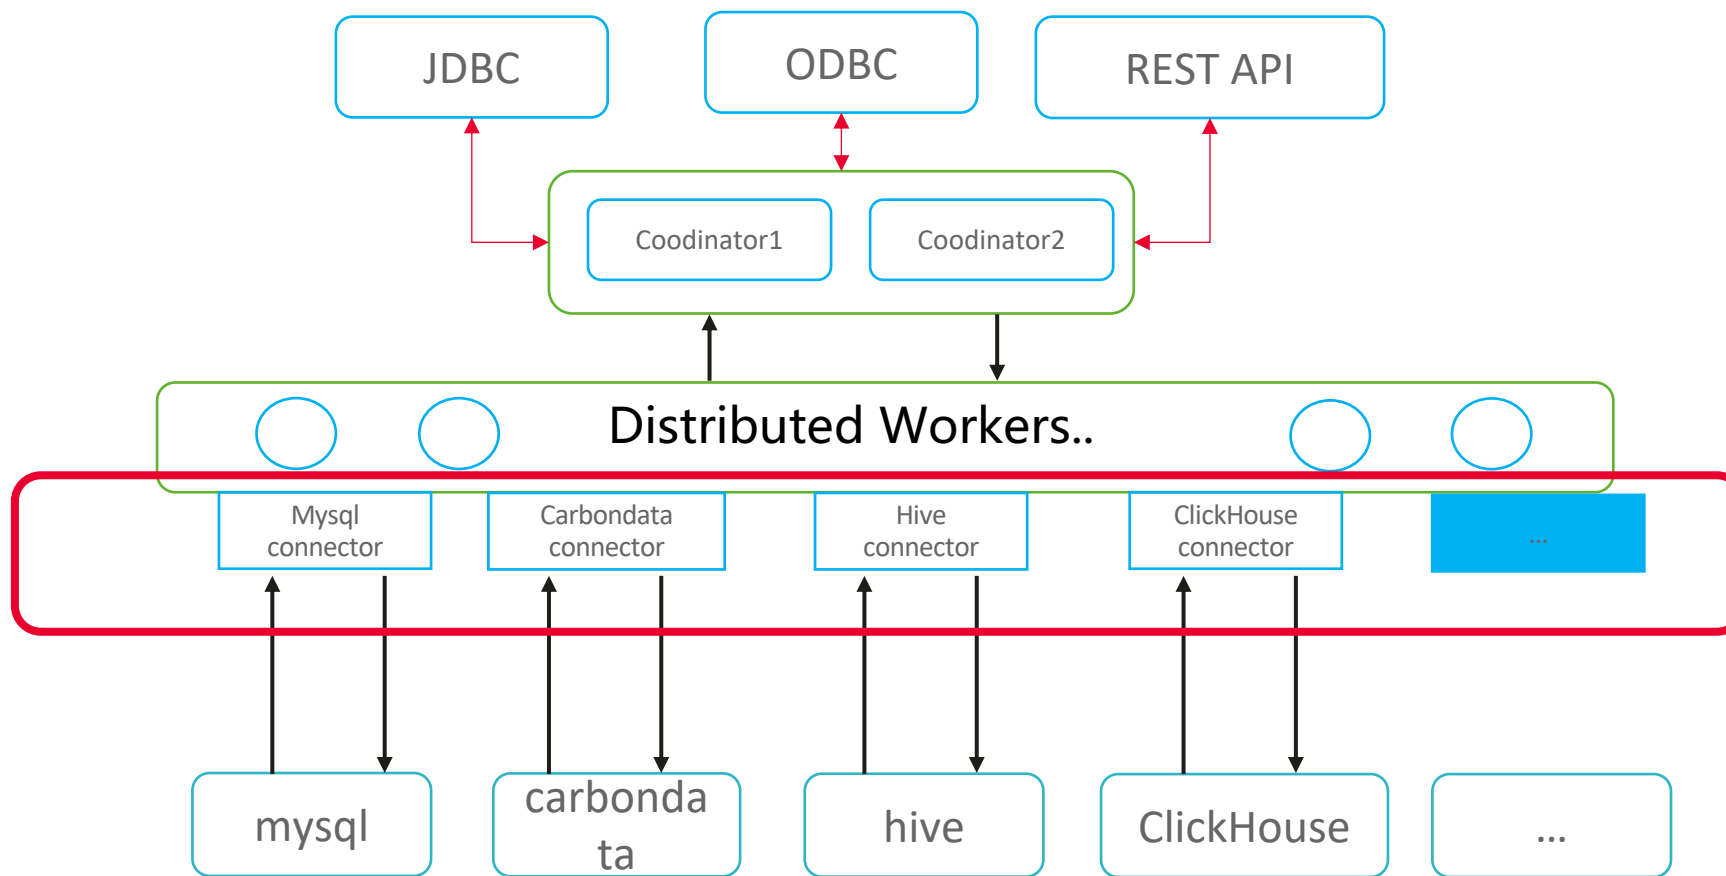 JDBC
ODBC
REST API
Coodinator1
Coodinator2
Distributed Workers..
Mysql
connector
Carbondata
connector
Hive
connector
ClickHouse
connector
...
mysql
carbonda
ta
hive
ClickHouse
...